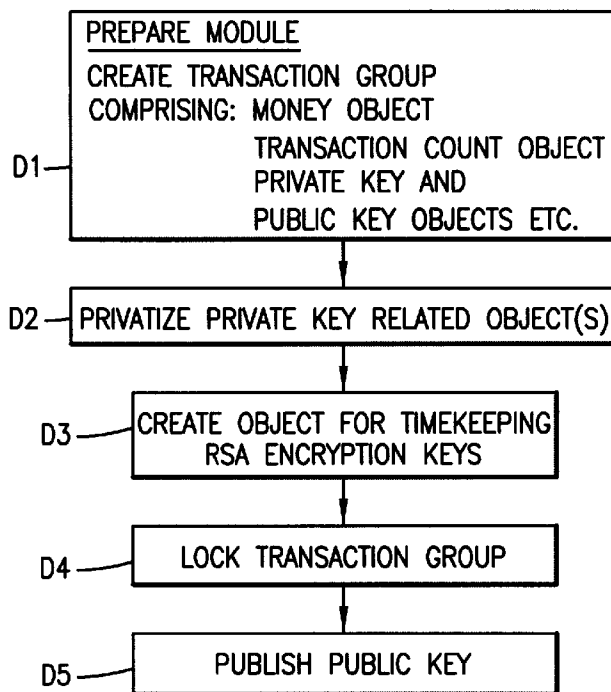 PREPARE MODULE
CREATE TRANSACTION GROUP
COMPRISING: MONEY OBJECT
TRANSACTION COUNT OBJECT
D1
PRIVATE KEY AND
PUBLIC KEY OBJECTS ETC.
D2
PRIVATIZE PRIVATE KEY RELATED OBJECT(S)
D3
CREATE OBJECT FOR TIMEKEEPING
RSA ENCRYPTION KEYS
D4
LOCK TRANSACTION GROUP
D5
PUBLISH PUBLIC KEY